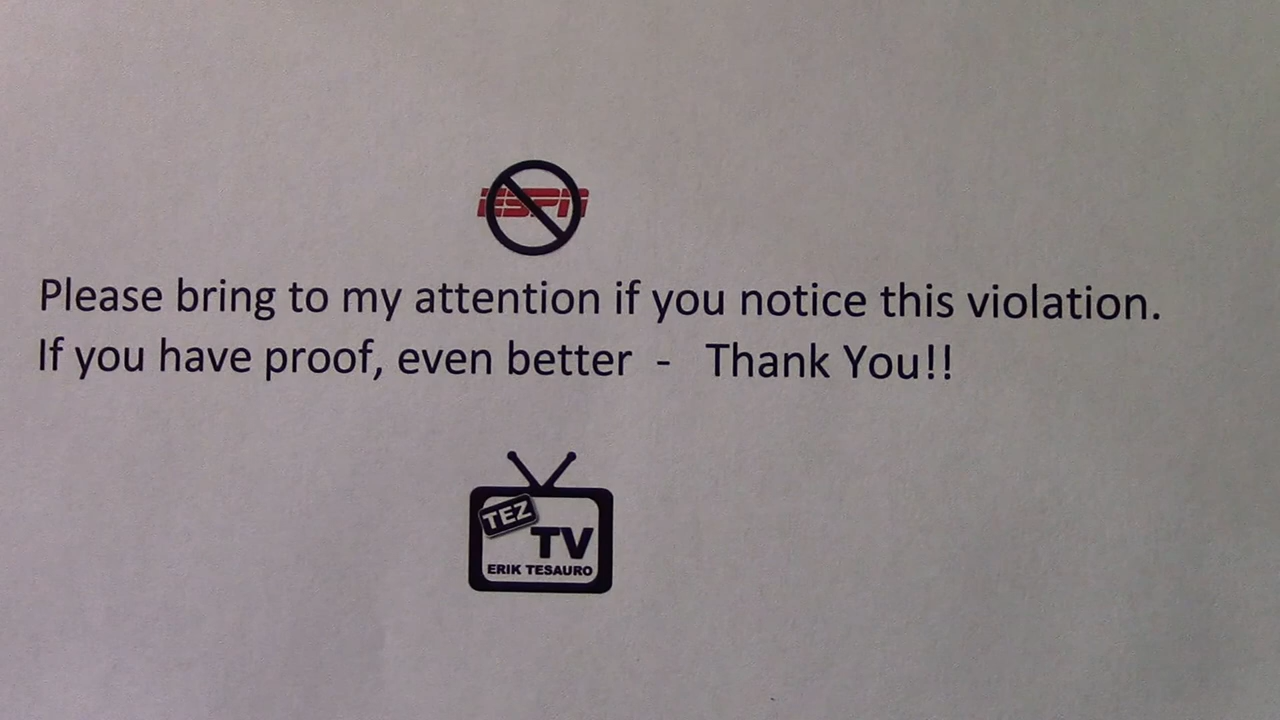 ESPN
Please bring to my attention if you notice this violation.
If you have proof, even better - Thank You!!
TEZ
TV
ERIK TESAURO